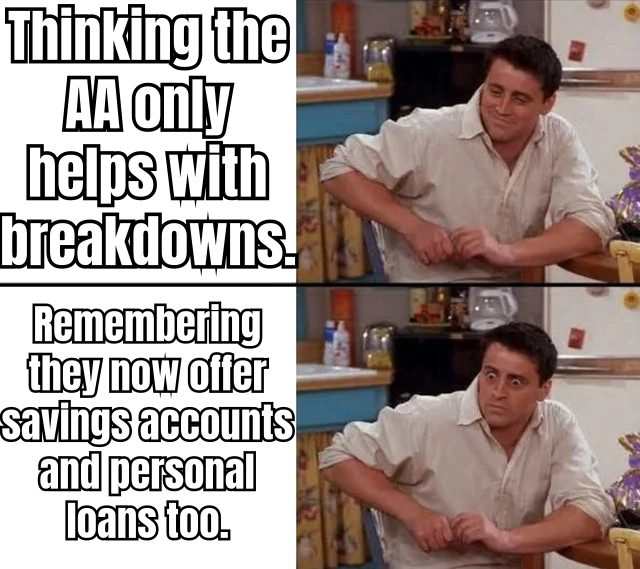 Thinking the
AA only
helps with
breakdowns.
Remembering
they now offer
savings accounts
and personal
loans too.